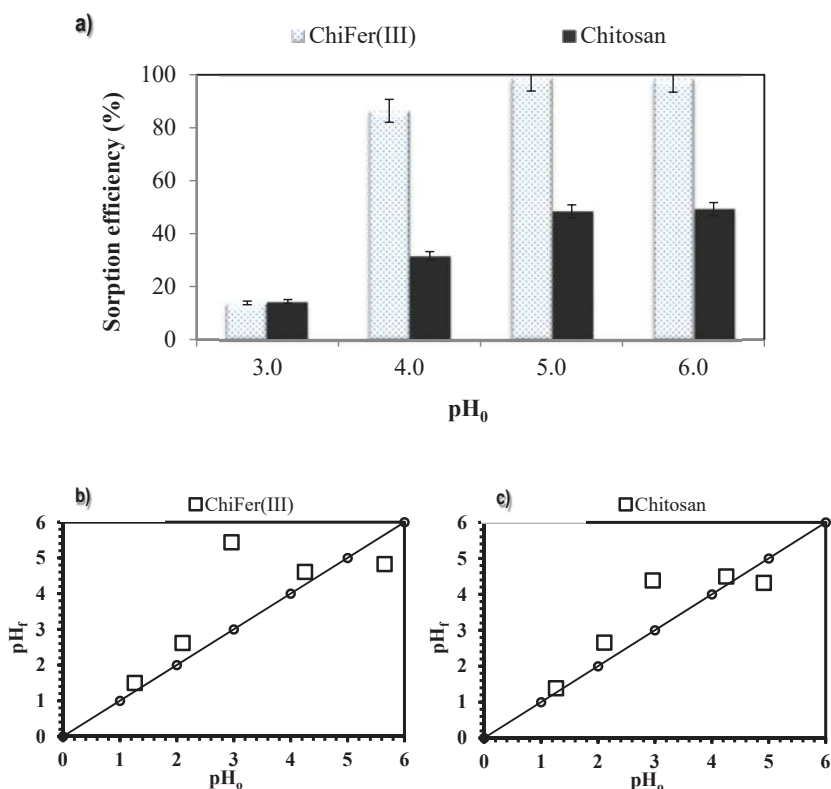 a)
ChiFer(III) Chitosan
Sorption efficiency (%)
100
80
60
40
20
0
3.0 4.0 5.0 6.0
pH0
b)
ChiFer(III)
pHf
6
5
4
3
2
1
0
0 1 2 3 4 5 6
pHo
c)
Chitosan
pHf
6
5
4
3
2
1
0
0 1 2 3 4 5 6
pHo